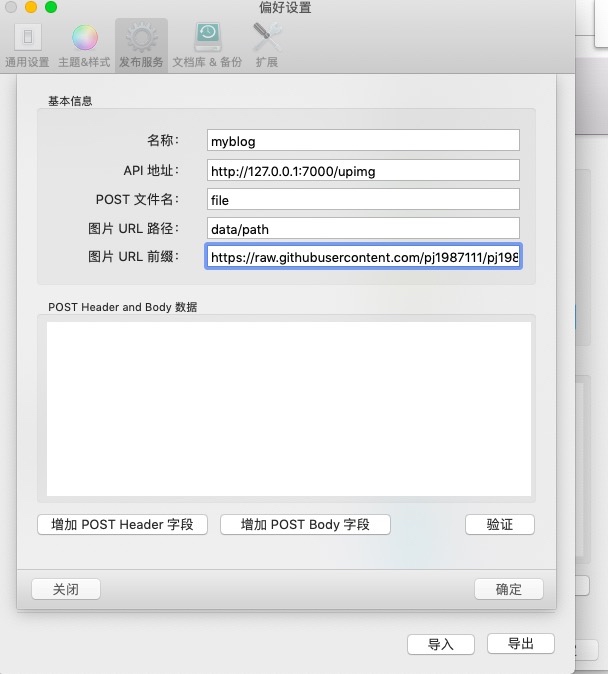 偏好设置
通用设置 主题&样式 发布服务 文档库 & 备份 扩展
基本信息
名称： myblog
API 地址： http://127.0.0.1:7000/upimg
POST 文件名： file
图片 URL 路径： data/path
图片 URL 前缀： https://raw.githubusercontent.com/pj1987111/pj198
POST Header and Body 数据
增加 POST Header 字段 增加 POST Body 字段 验证
关闭 确定
导入 导出